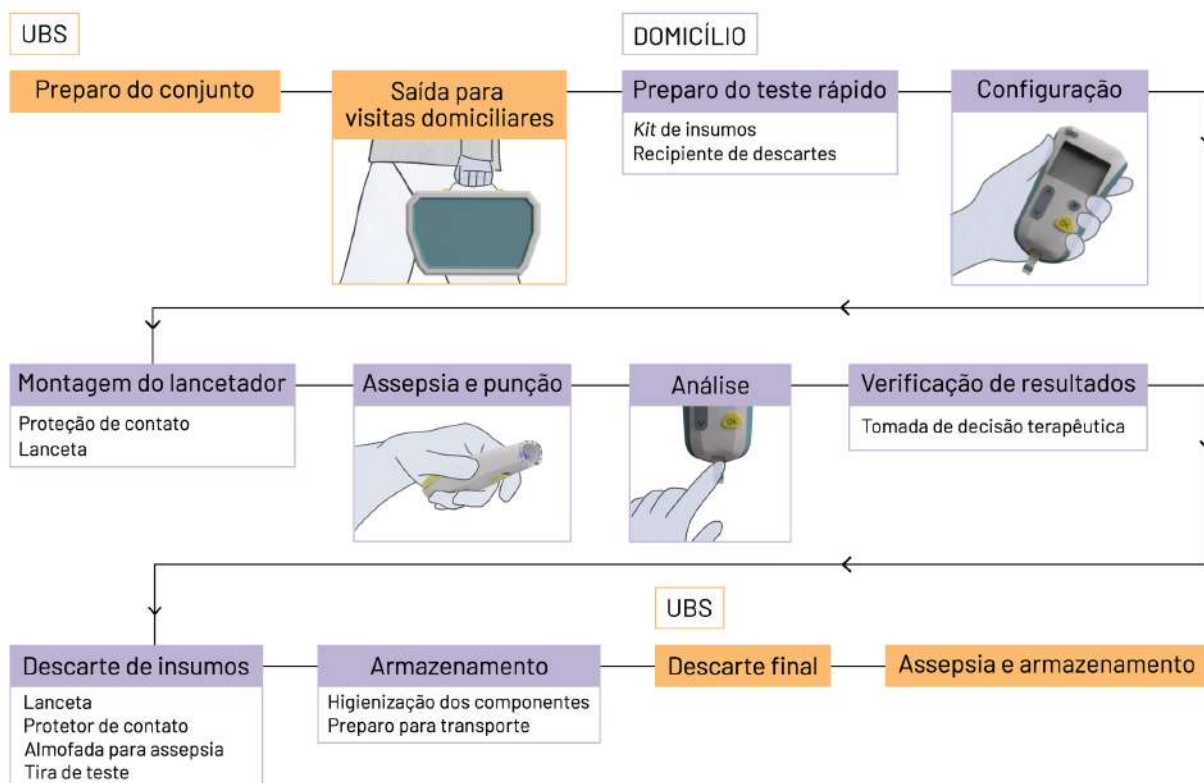 UBS
DOMICÍLIO
Preparo do conjunto
Saída para
visitas domiciliares
Preparo do teste rápido
Kit de insumos
Recipiente de descartes
Configuração
OK
Montagem do lancetador
Proteção de contato
Lanceta
Assepsia e punção
Análise
OK
Verificação de resultados
Tomada de decisão terapêutica
UBS
Descarte de insumos
Lanceta
Protetor de contato
Almofada para assepsia
Tira de teste
Armazenamento
Higienização dos componentes
Preparo para transporte
Descarte final
Assepsia e armazenamento